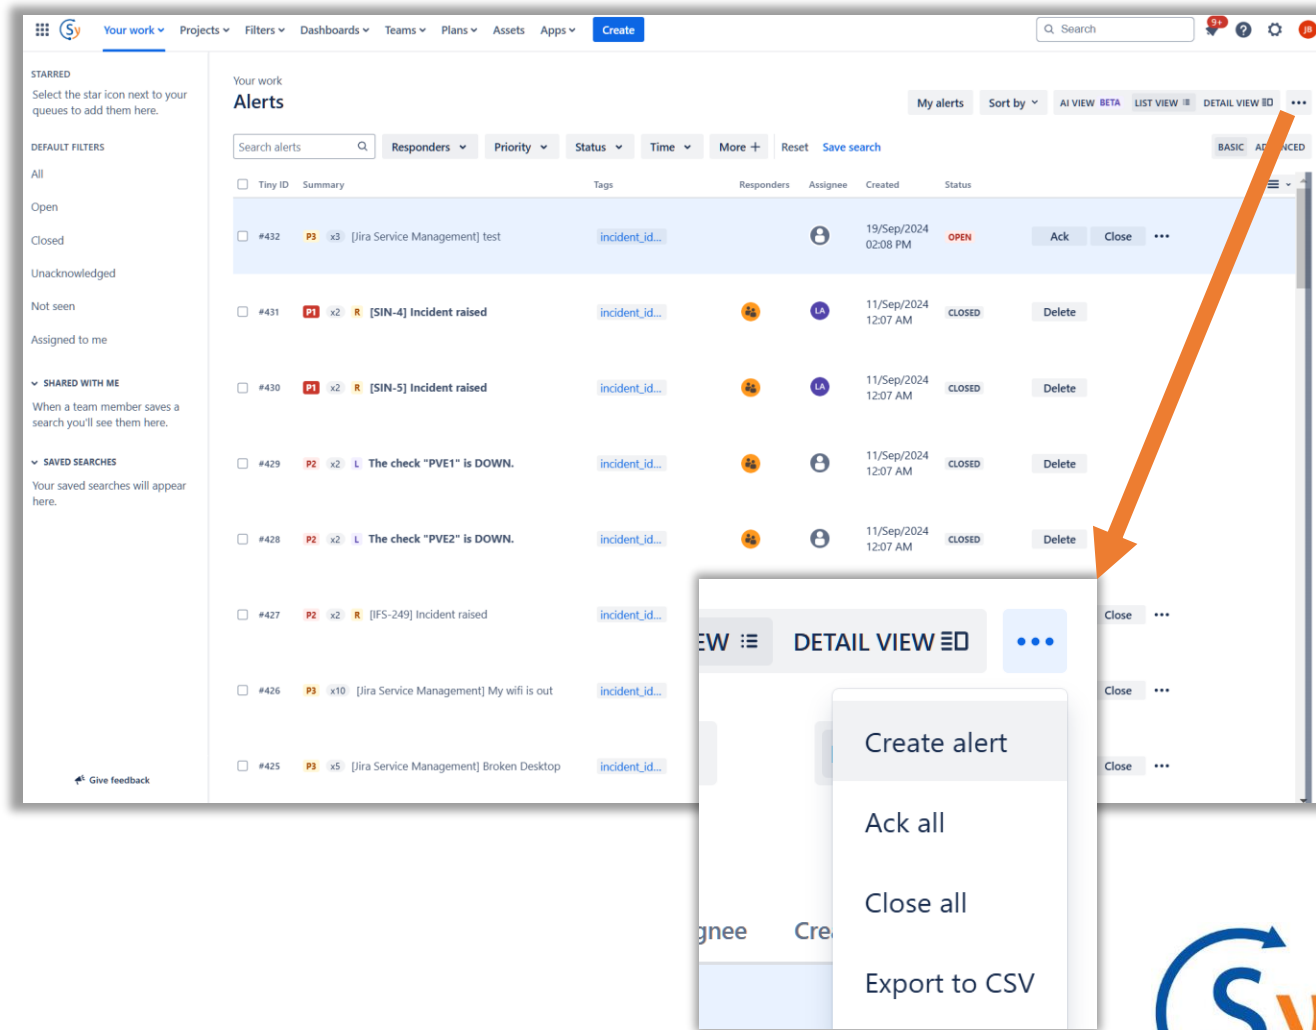 Sy Your work Projects Filters Dashboards Teams Plans Assets Apps Create Search 9+ JB
STARRED
Select the star icon next to your
queues to add them here.
DEFAULT FILTERS
All
Open
Closed
Unacknowledged
Not seen
Assigned to me
SHARED WITH ME
When a team member saves a
search you'll see them here.
SAVED SEARCHES
Your saved searches will appear
here.
Give feedback
Your work
Alerts
My alerts Sort by AI VIEW BETA LIST VIEW DETAIL VIEW
Search alerts Responders Priority Status Time More + Reset Save search BASIC
Tiny ID Summary Tags Responders Assignee Created Status
#432 P3 x3 [Jira Service Management] test incident_id... 19/Sep/2024 OPEN Ack Close
02:08 PM
#431 P1 x2 R [SIN-4] Incident raised incident_id... LA 11/Sep/2024 CLOSED Delete
12:07 AM
#430 P1 x2 R [SIN-5] Incident raised incident_id... LA 11/Sep/2024 CLOSED Delete
12:07 AM
#429 P2 x2 L The check "PVE1" is DOWN. incident_id... 11/Sep/2024 CLOSED Delete
12:07 AM
#428 P2 x2 L The check "PVE2" is DOWN. incident_id... 11/Sep/2024 CLOSED Delete
12:07 AM
#427 P2 x2 R [IFS-249] Incident raised incident_id... Close
#426 P3 x10 [Jira Service Management] My wifi is out incident_id... Close
#425 P3 x5 [Jira Service Management] Broken Desktop incident_id... Close
EW DETAIL VIEW
Create alert
Ack all
Close all
gnee Cre
Export to CSV
Sy